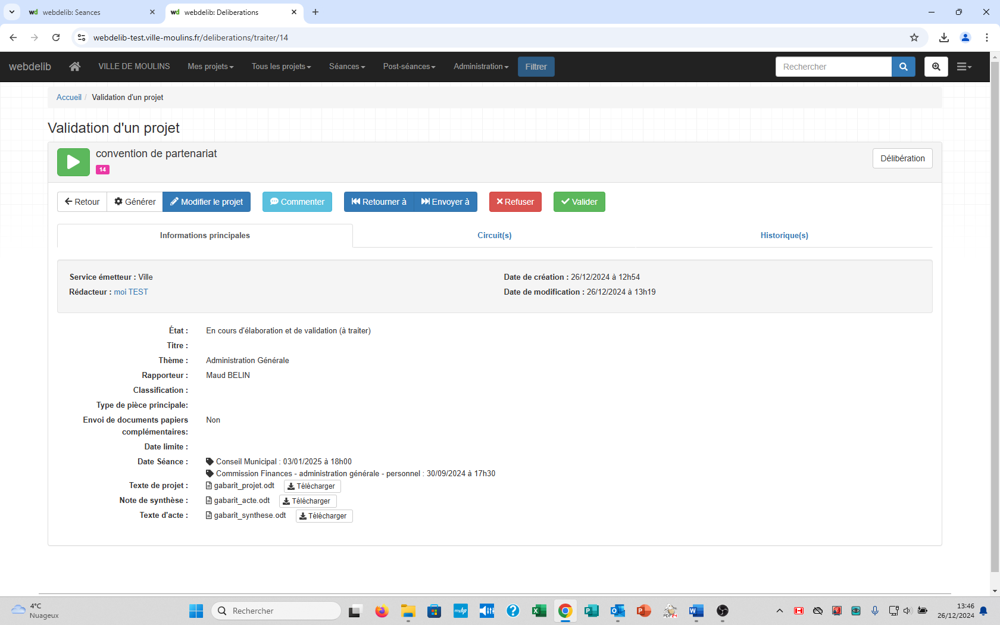 webdelib: Seances
webdelib: Deliberations
webdelib-test.ville-moulins.fr/deliberations/traiter/14
webdelib
VILLE DE MOULINS
Mes projets
Tous les projets
Séances
Post-séances
Administration
Filtrer
Rechercher
Accueil / Validation d'un projet
Validation d'un projet
convention de partenariat
14
Délibération
Retour
Générer
Modifier le projet
Commenter
Retourner à
Envoyer à
Refuser
Valider
Informations principales
Circuit(s)
Historique(s)
Service émetteur : Ville
Date de création : 26/12/2024 à 12h54
Rédacteur : moi TEST
Date de modification : 26/12/2024 à 13h19
État : En cours d'élaboration et de validation (à traiter)
Titre :
Thème : Administration Générale
Rapporteur : Maud BELIN
Classification :
Type de pièce principale:
Envoi de documents papiers Non
complémentaires:
Date limite :
Date Séance : Conseil Municipal : 03/01/2025 à 18h00
Commission Finances - administration générale - personnel : 30/09/2024 à 17h30
Texte de projet : gabarit_projet.odt Télécharger
Note de synthèse : gabarit_acte.odt Télécharger
Texte d'acte : gabarit_synthese.odt Télécharger
4°C
Nuageux
Rechercher
13:46
26/12/2024